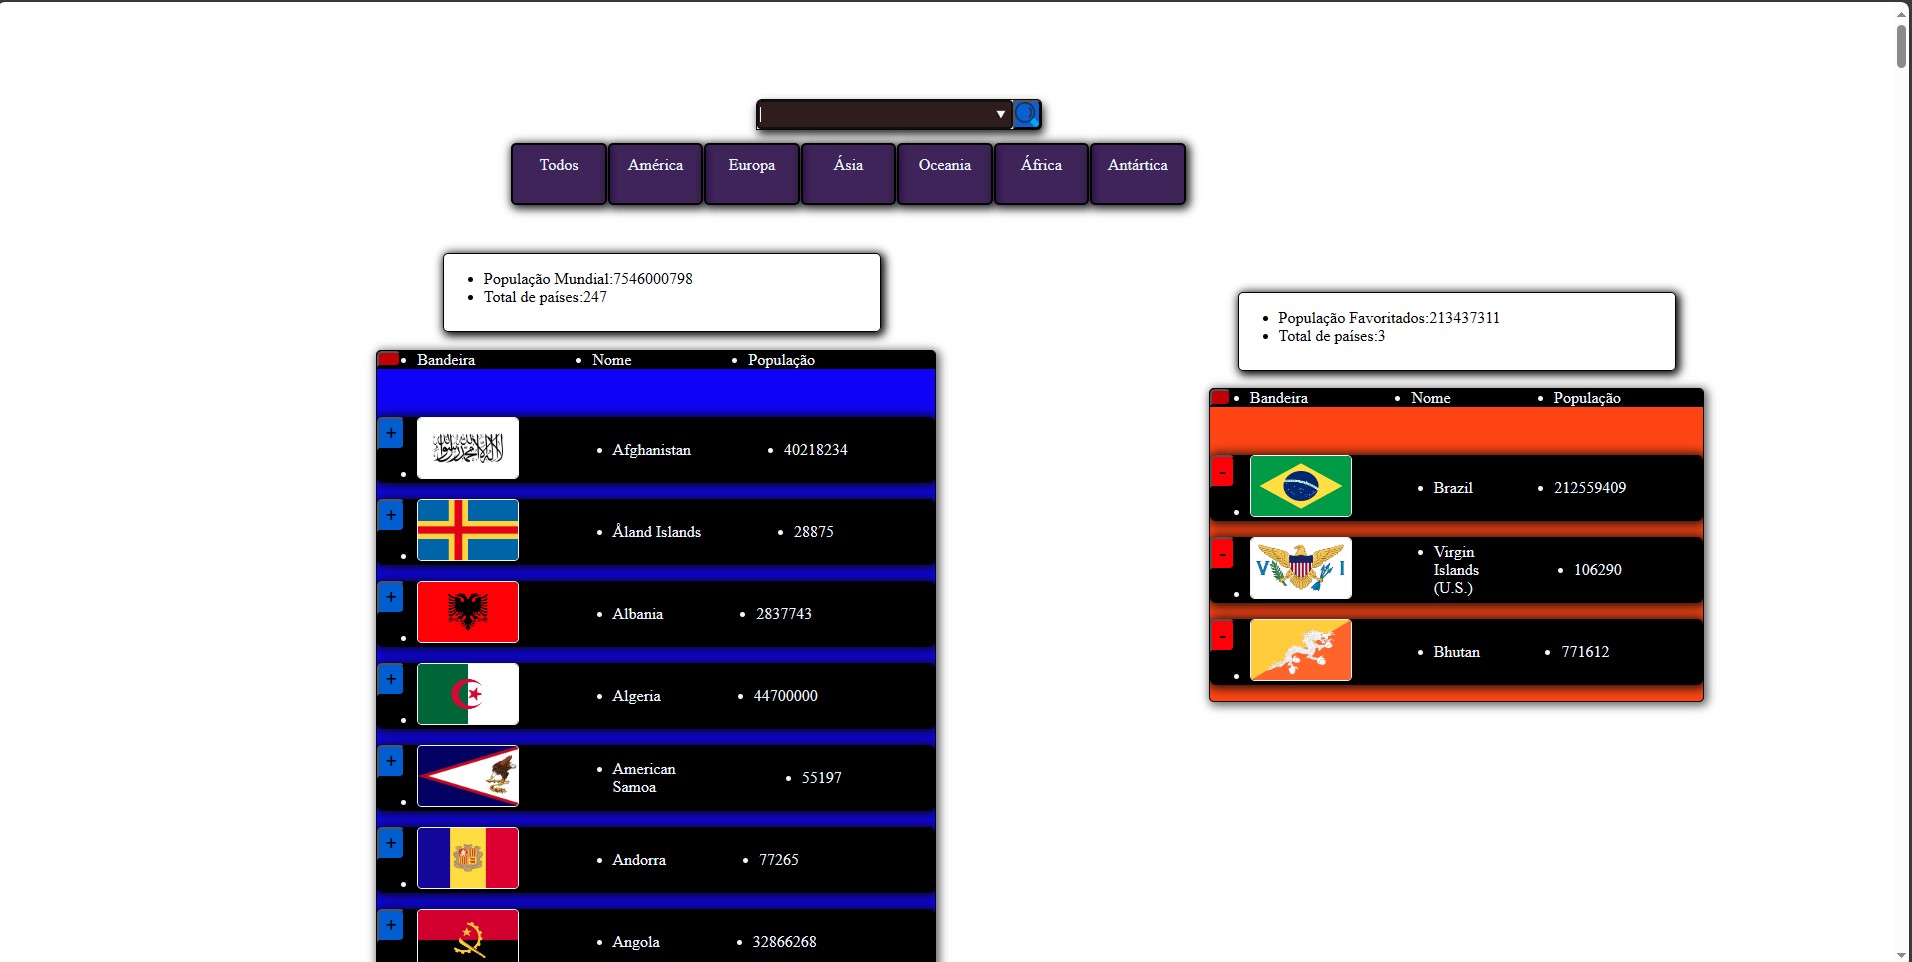 Todos América Europa Ásia Oceania África Antártica
População Mundial:7546000798
Total de países:247
Bandeira Nome População
+ Afghanistan 40218234
+ Åland Islands 28875
+ Albania 2837743
+ Algeria 44700000
+ American
Samoa 55197
+ Andorra 77265
+ Angola 32866268
População Favoritados:213437311
Total de países:3
Bandeira Nome População
- Brazil 212559409
- V I Virgin
Islands
(U.S.) 106290
- Bhutan 771612